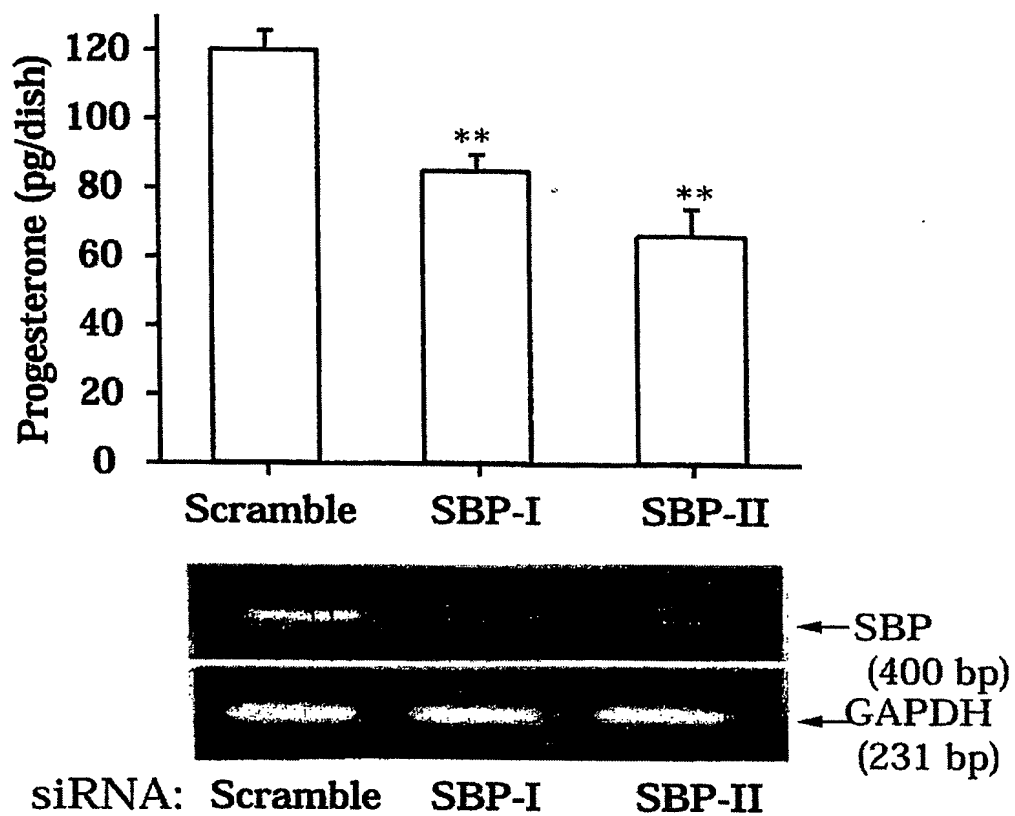 Progesterone (pg/dish)
120
100
80
60
40
20
0
**
**
Scramble SBP-I SBP-II
SBP
(400 bp)
GAPDH
(231 bp)
siRNA: Scramble SBP-I SBP-II